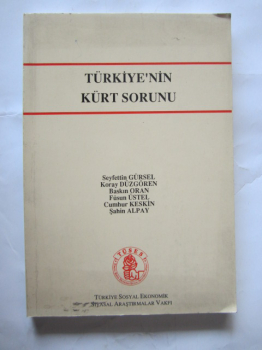 TÜRKİYE'NİN
KÜRT SORUNU
Seyfettin GÜRSEL
Koray DÜZGÖREN
Baskın ORAN
Füsun ÜSTEL
Cumhur KESKİN
Şahin ALPAY
TÜSES
TÜRKİYE SOSYAL EKONOMİK
SİYASAL ARAŞTIRMALAR VAKFI